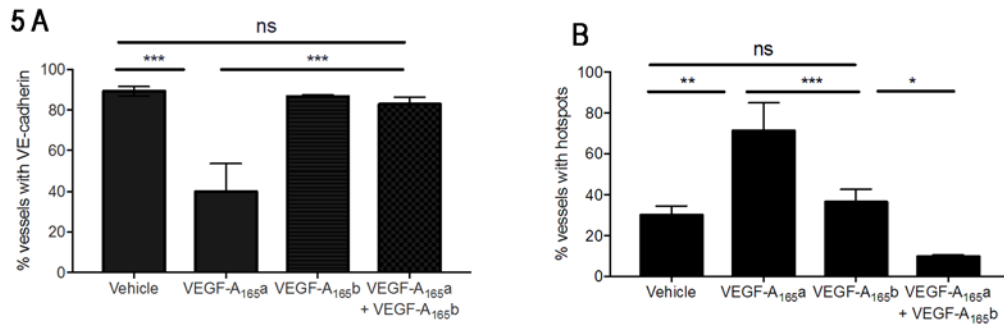 5 A
ns
***
***
100
80
60
40
20
0
% vessels with VE-cadherin
Vehicle
VEGF-A₁₆₅a
VEGF-A₁₆₅b
VEGF-A₁₆₅a
+ VEGF-A₁₆₅b
B
ns
**
***
*
100
80
60
40
20
0
% vessels with hotspots
Vehicle
VEGF-A₁₆₅a
VEGF-A₁₆₅b
VEGF-A₁₆₅a
+ VEGF-A₁₆₅b